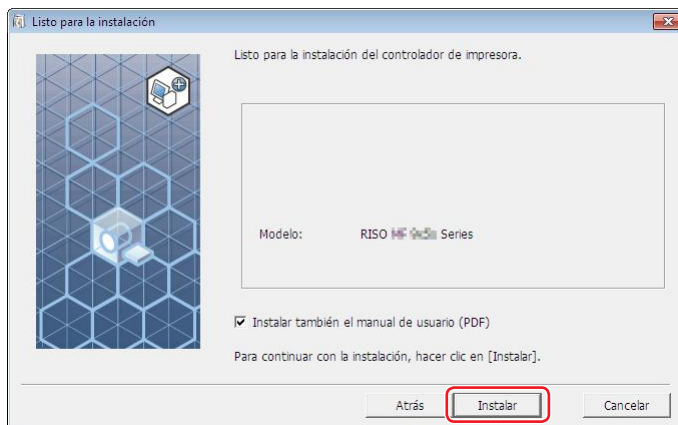 Listo para la instalación
Listo para la instalación del controlador de impresora.
Modelo: RISO Series
Instalar también el manual de usuario (PDF)
Para continuar con la instalación, hacer clic en [Instalar].
Atrás Instalar Cancelar